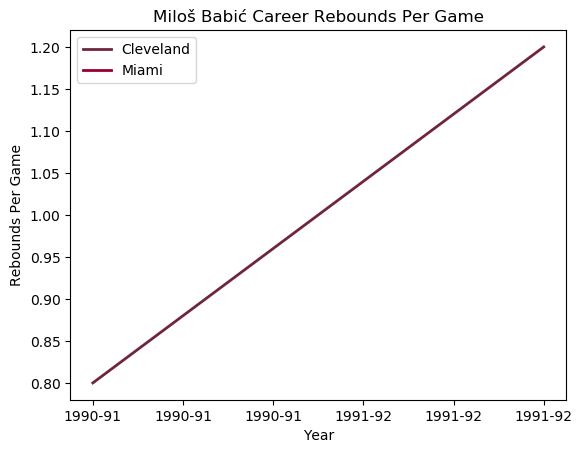 Miloš Babić Career Rebounds Per Game
Cleveland
Miami
Rebounds Per Game
1.20
1.15
1.10
1.05
1.00
0.95
0.90
0.85
0.80
1990-91 1990-91 1990-91 1991-92 1991-92 1991-92
Year